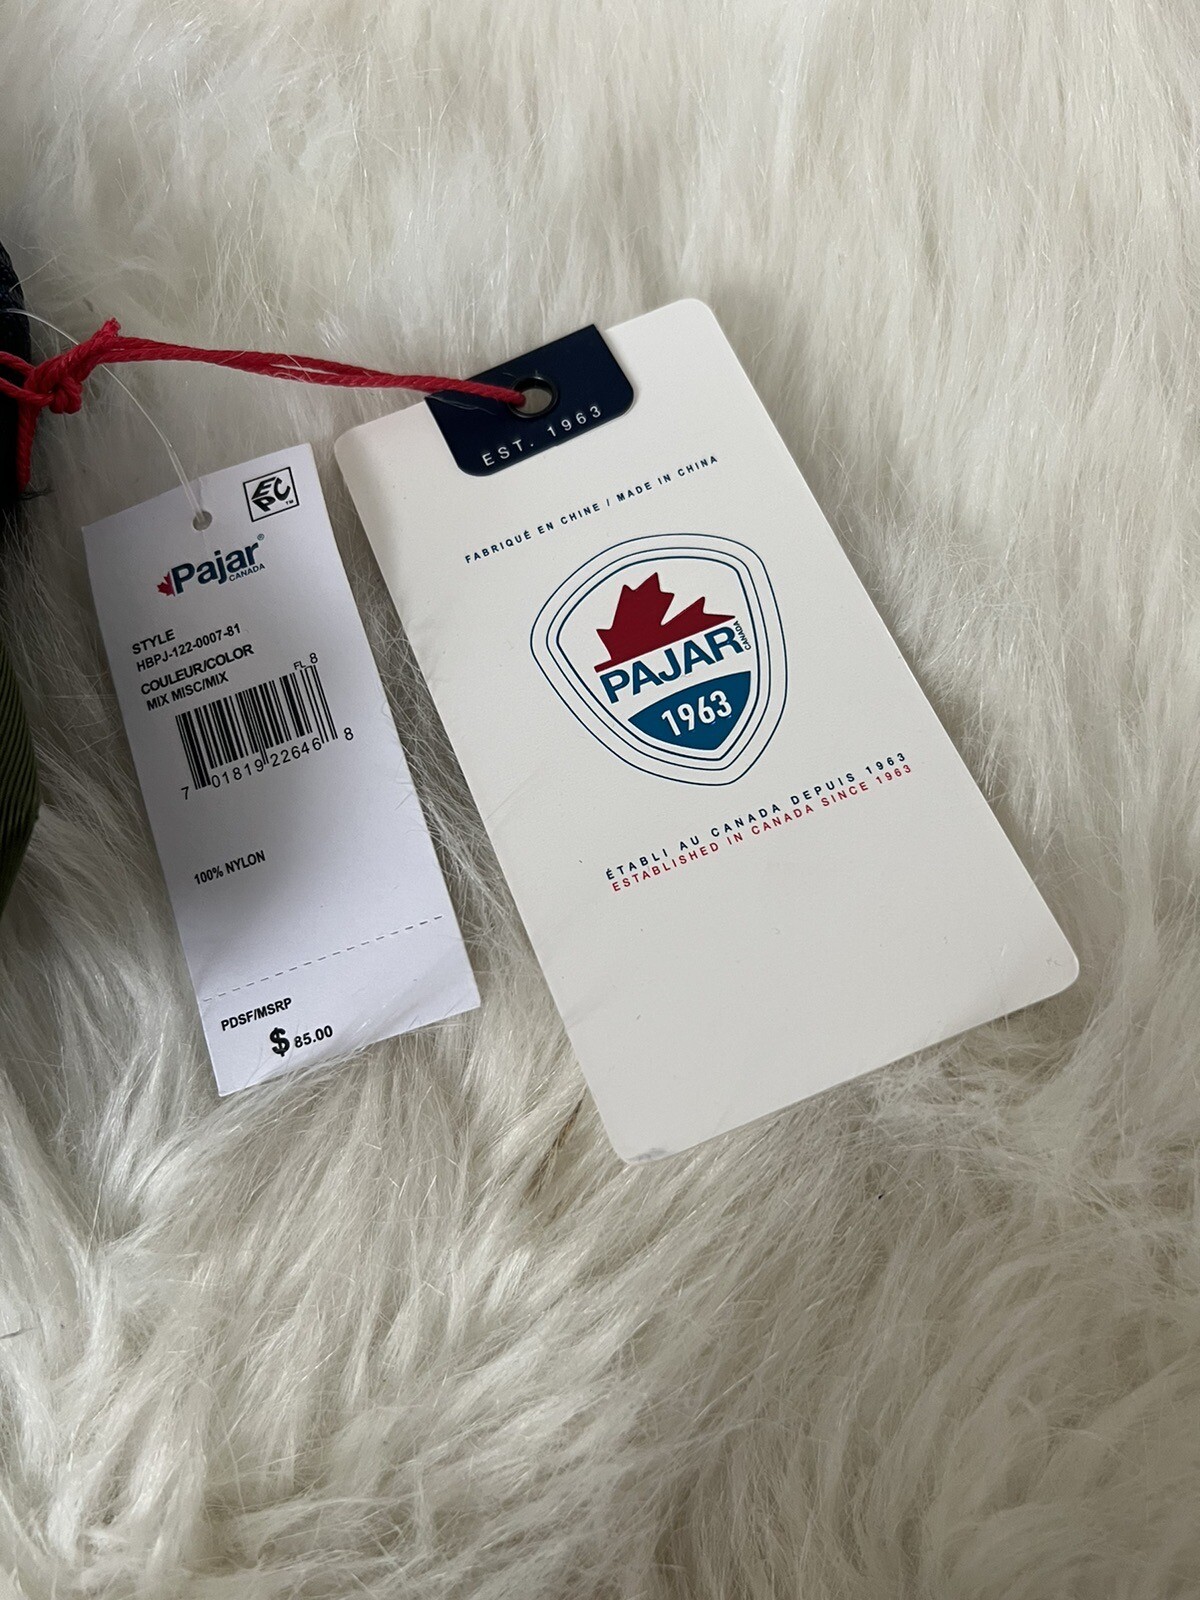 EPC™
Pajar®
CANADA
STYLE
HBPJ-122-0007-81
COULEUR/COLOR
MIX MISC/MIX
FL 8
7 01819 22646 8
100% NYLON
PDSF/MSRP
$ 85.00
EST. 1963
FABRIQUÉ EN CHINE / MADE IN CHINA
PAJAR CANADA
1963
ÉTABLI AU CANADA DEPUIS 1963
ESTABLISHED IN CANADA SINCE 1963